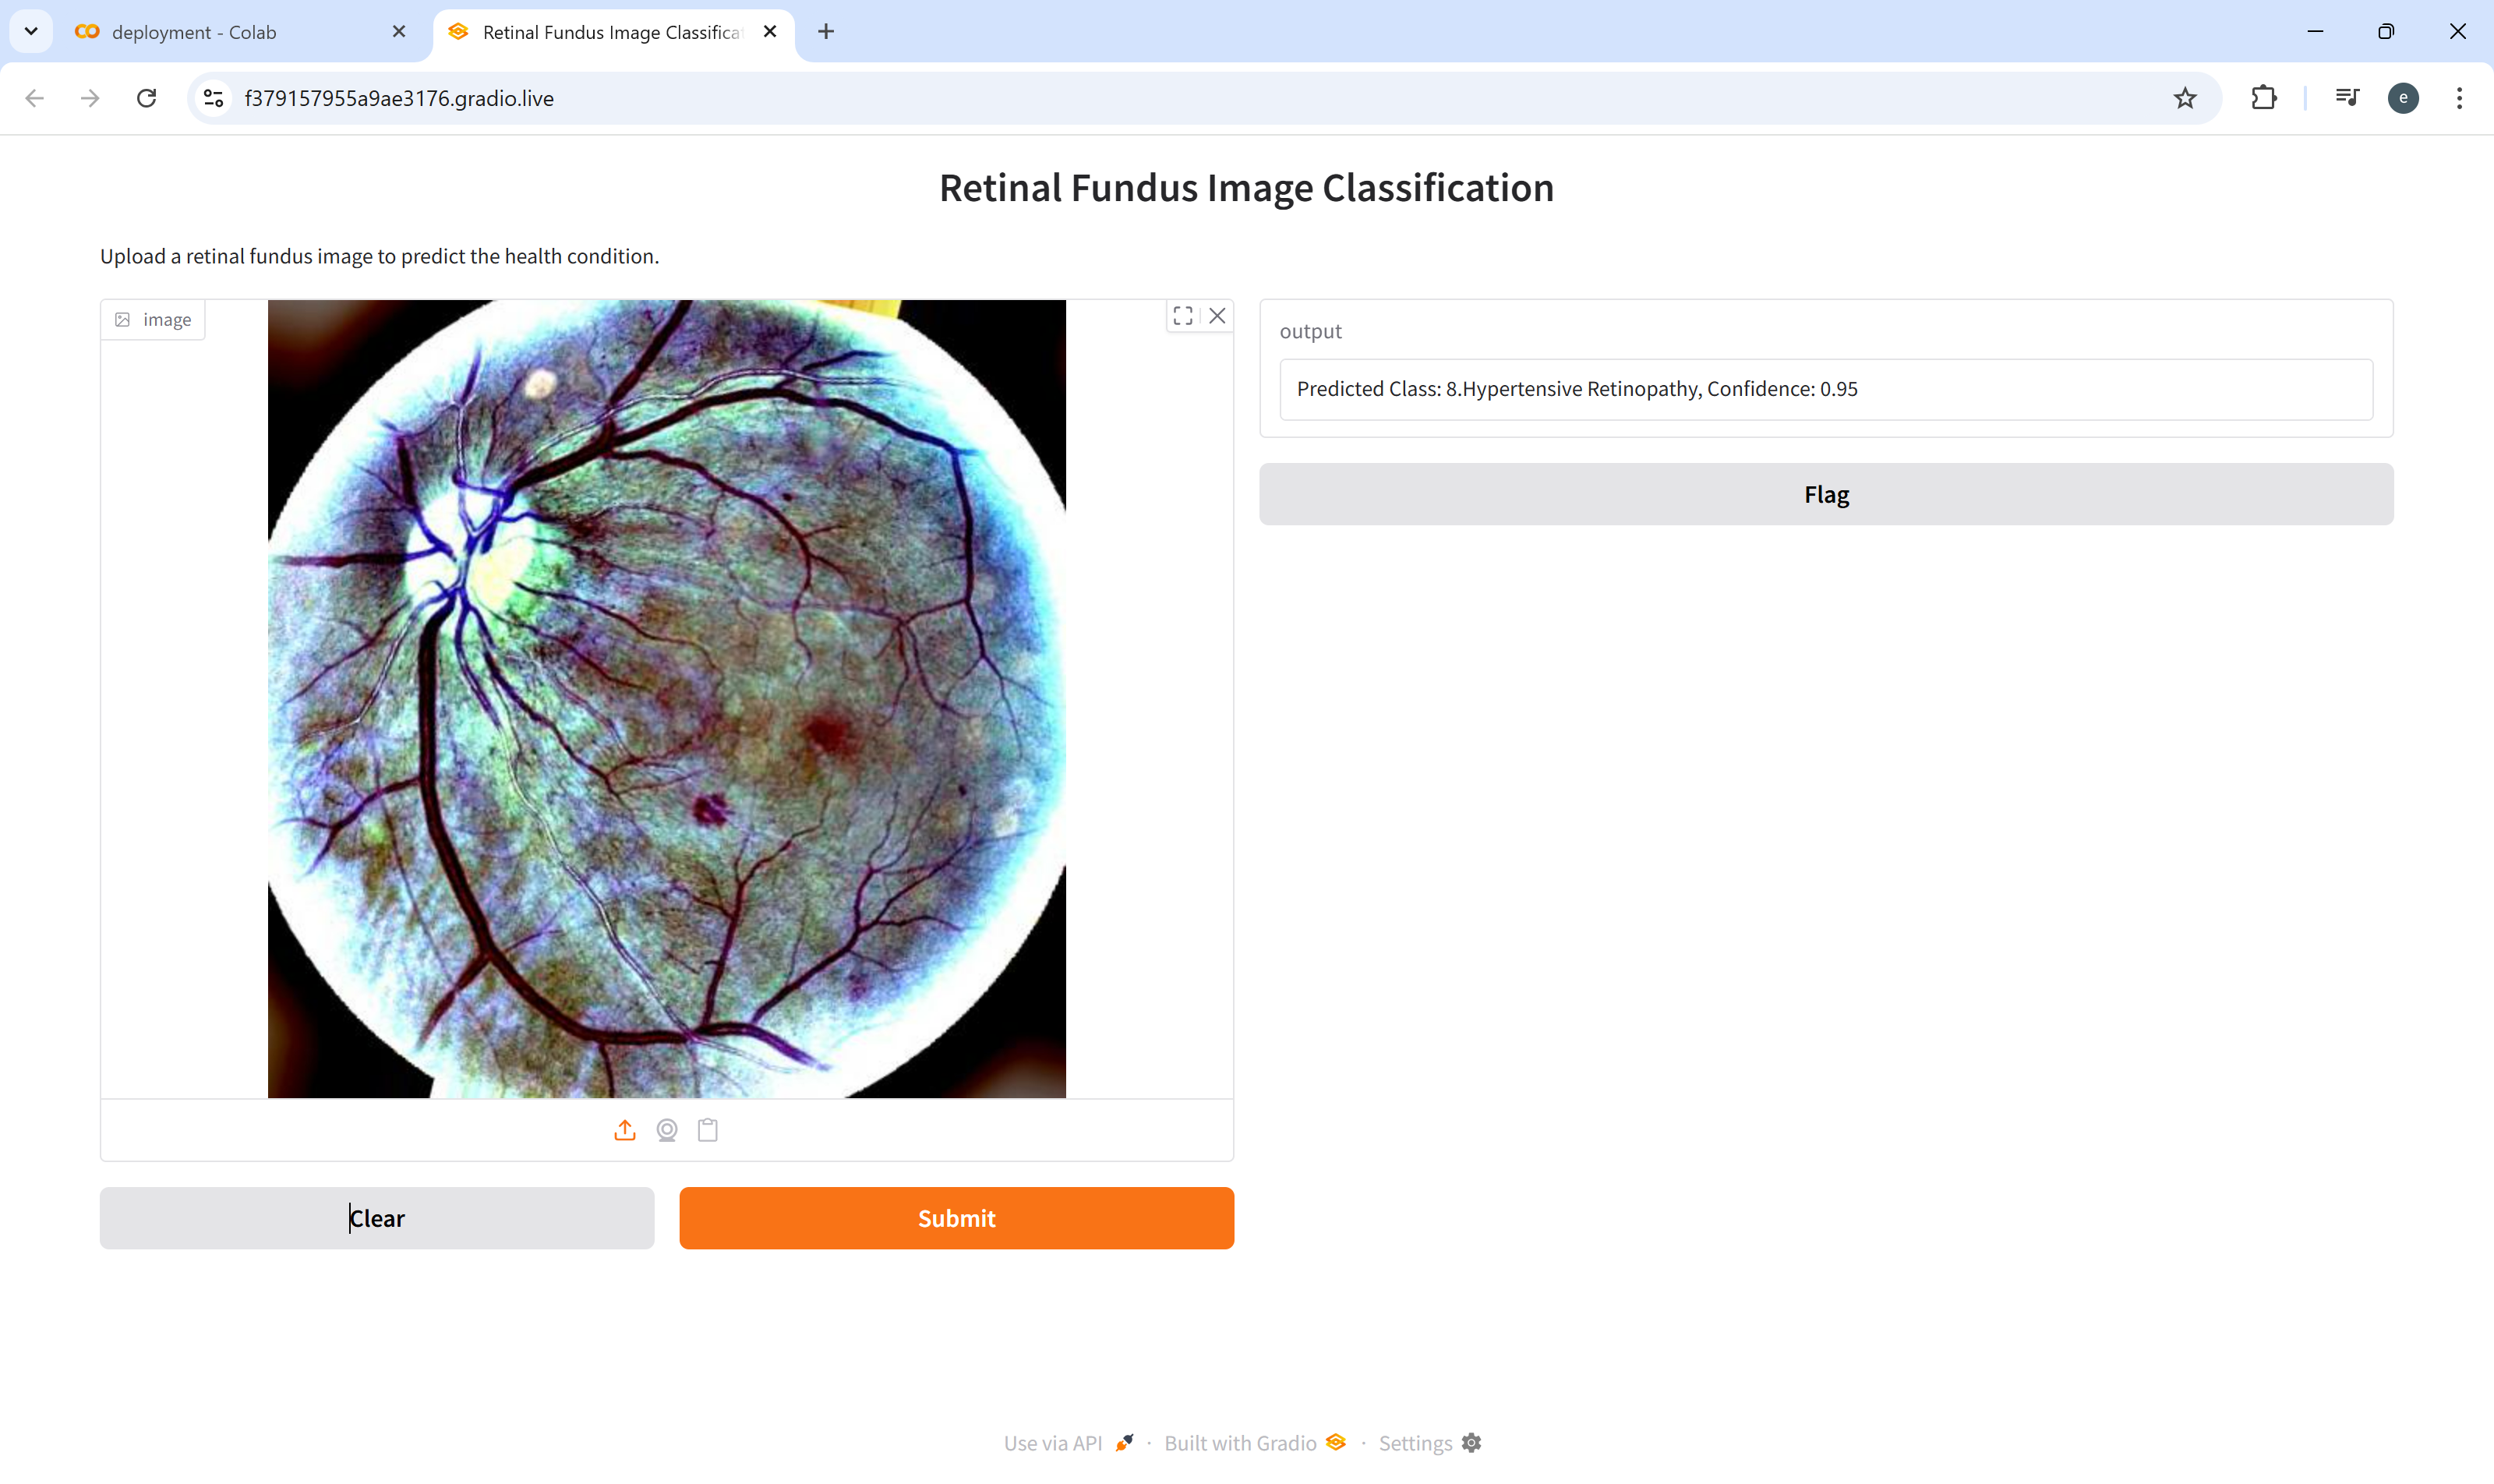 deployment - Colab
Retinal Fundus Image Classifica
f379157955a9ae3176.gradio.live
e
Retinal Fundus Image Classification
Upload a retinal fundus image to predict the health condition.
image
output
Predicted Class: 8.Hypertensive Retinopathy, Confidence: 0.95
Flag
Clear
Submit
Use via API · Built with Gradio · Settings